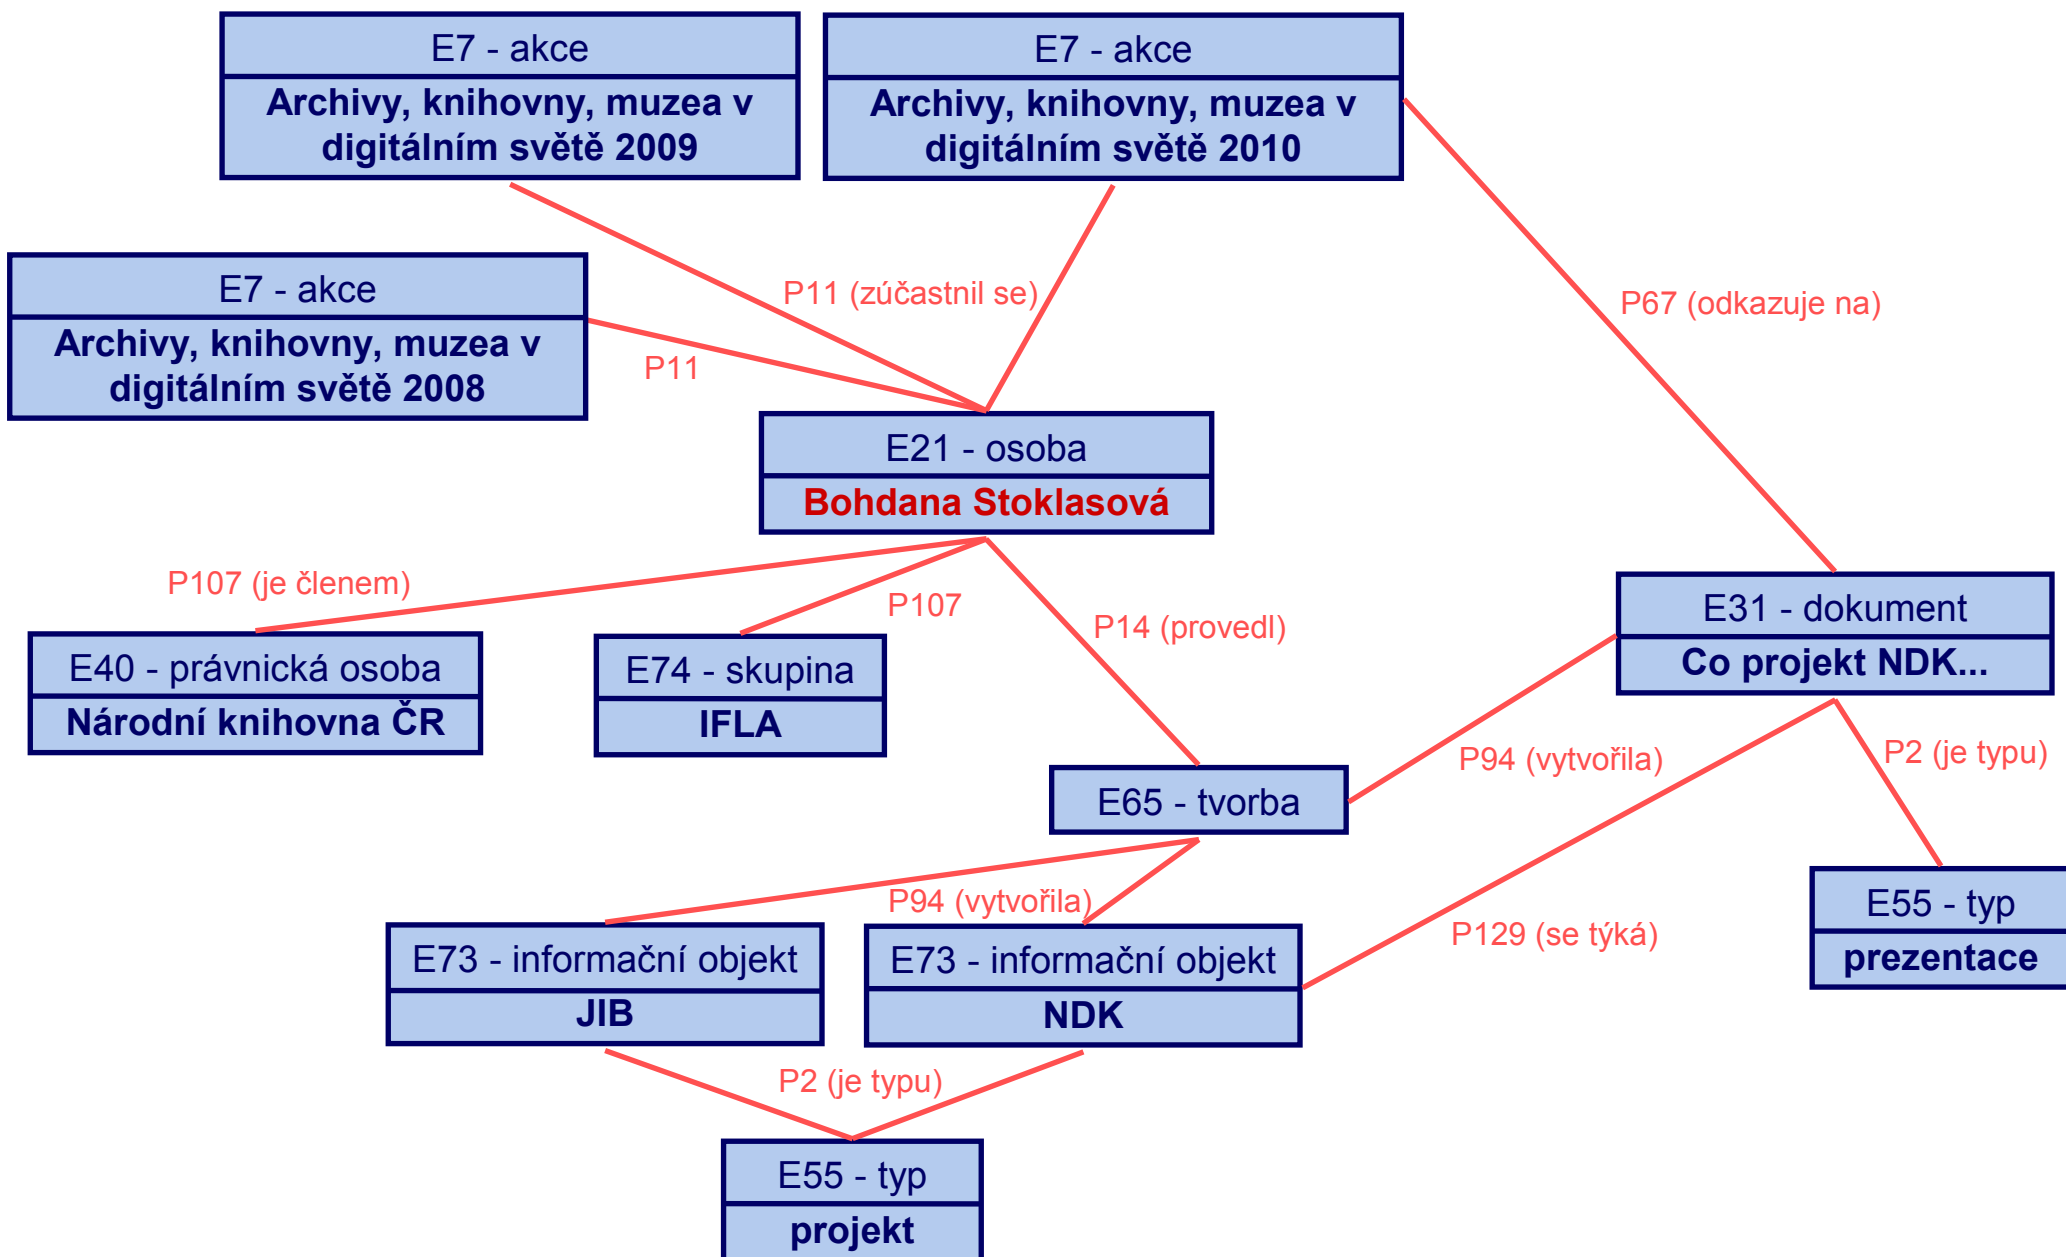 E7 - akce
Archivy, knihovny, muzea v
digitálním světě 2009
E7 - akce
Archivy, knihovny, muzea v
digitálním světě 2010
E7 - akce
Archivy, knihovny, muzea v
digitálním světě 2008
P11 (zúčastnil se)
P11
P67 (odkazuje na)
E21 - osoba
Bohdana Stoklasová
P107 (je členem)
P107
P14 (provedl)
E40 - právnická osoba
Národní knihovna ČR
E74 - skupina
IFLA
E31 - dokument
Co projekt NDK...
P94 (vytvořila)
P2 (je typu)
E65 - tvorba
P94 (vytvořila)
P129 (se týká)
E55 - typ
prezentace
E73 - informační objekt
JIB
E73 - informační objekt
NDK
P2 (je typu)
E55 - typ
projekt